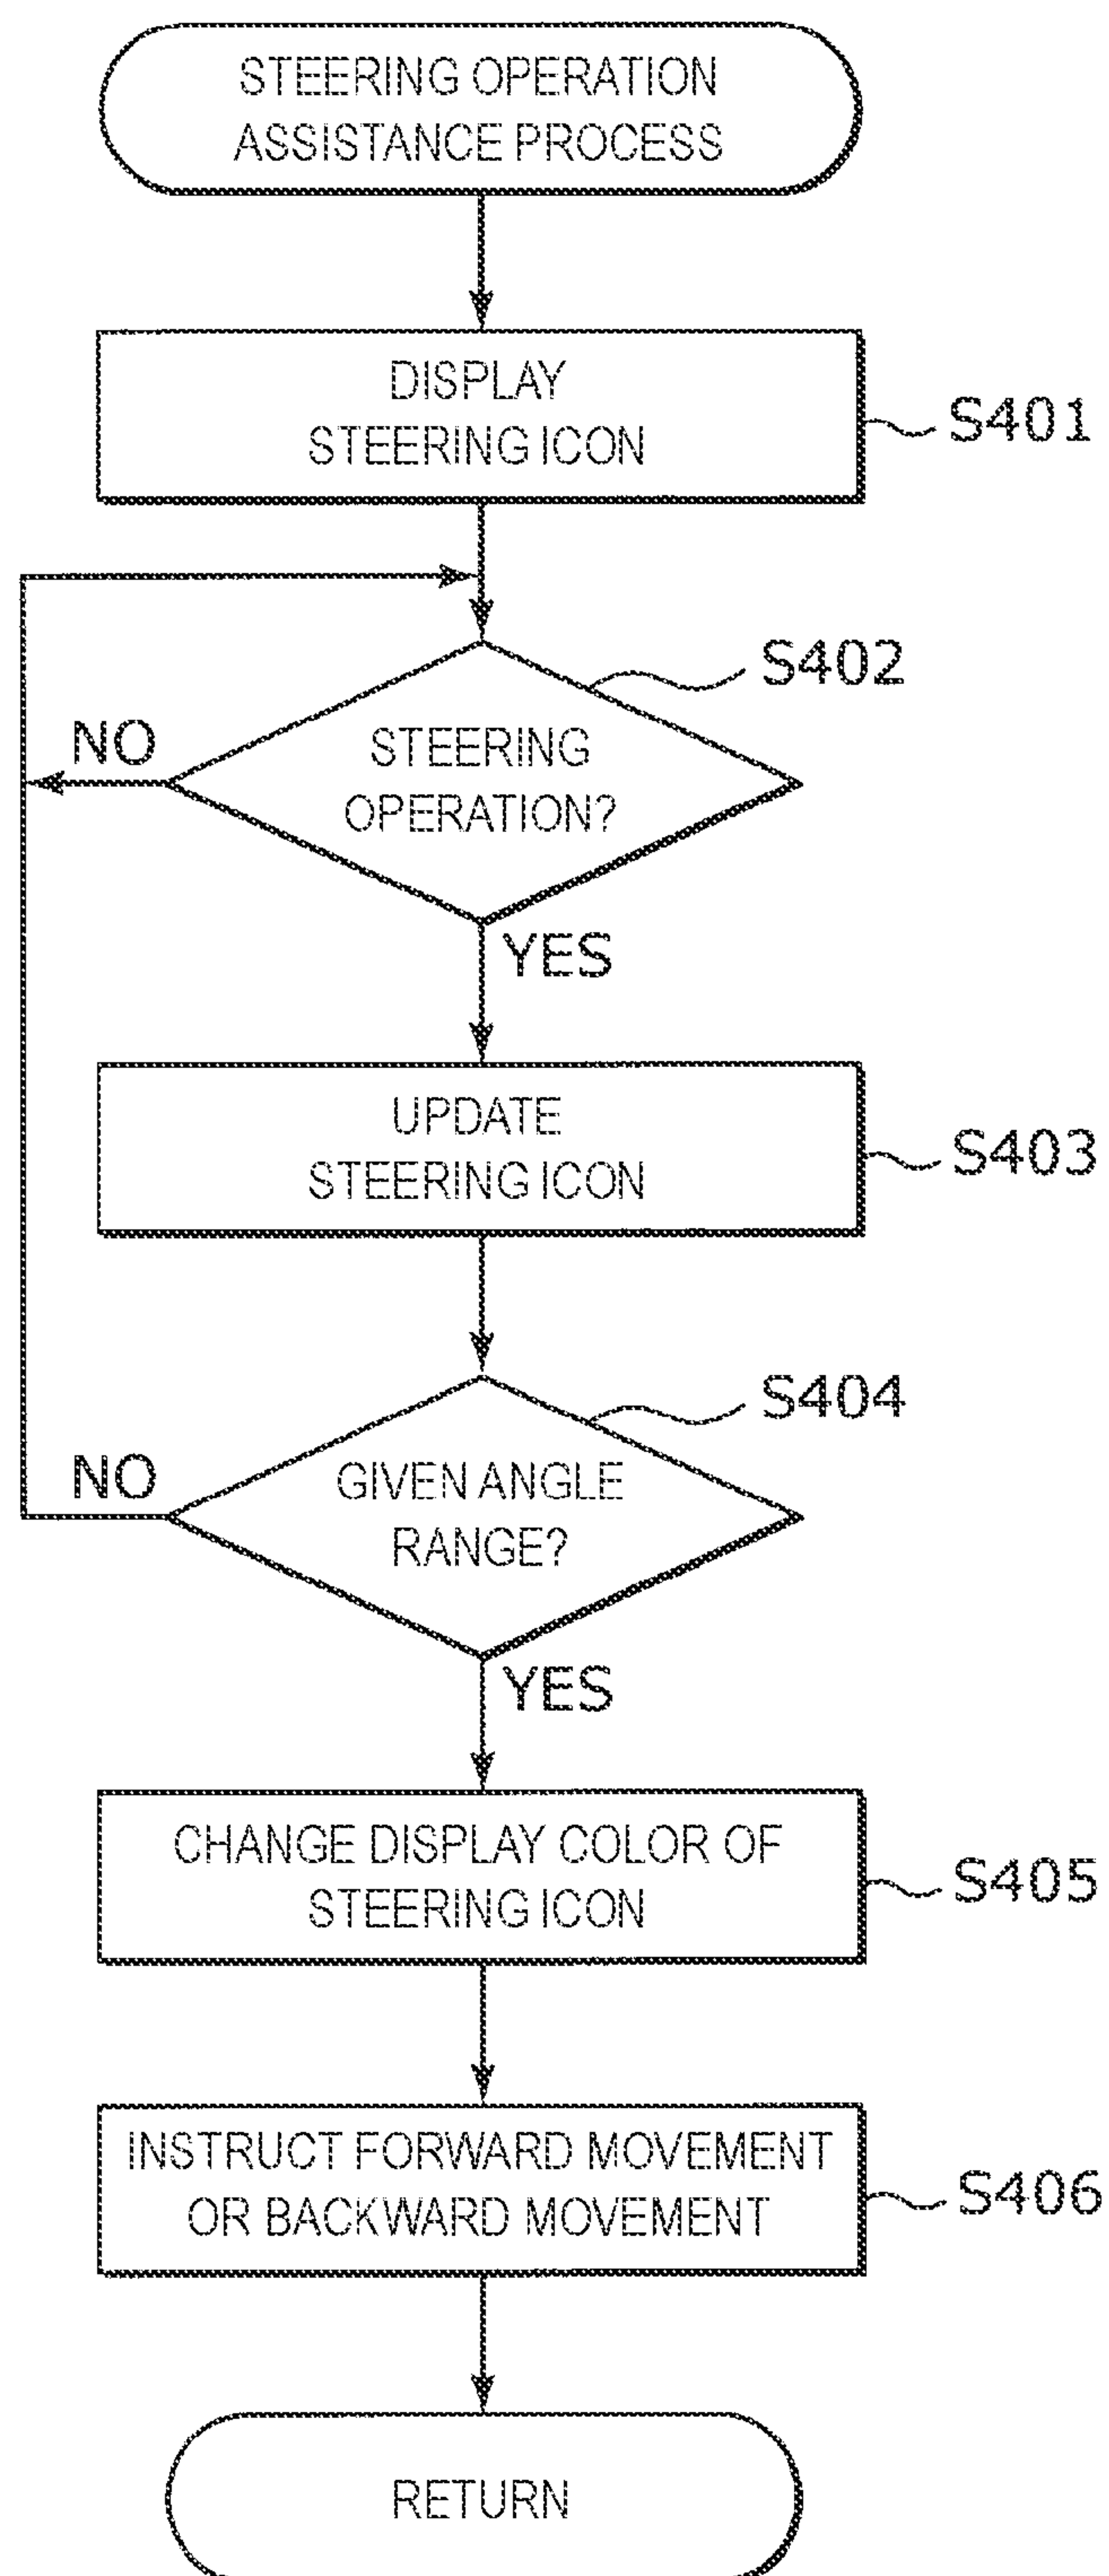 STEERING OPERATION
ASSISTANCE PROCESS
DISPLAY
STEERING ICON
S401
S402
NO
STEERING
OPERATION?
YES
UPDATE
STEERING ICON
S403
S404
NO
GIVEN ANGLE
RANGE?
YES
CHANGE DISPLAY COLOR OF
STEERING ICON
S405
INSTRUCT FORWARD MOVEMENT
OR BACKWARD MOVEMENT
S406
RETURN